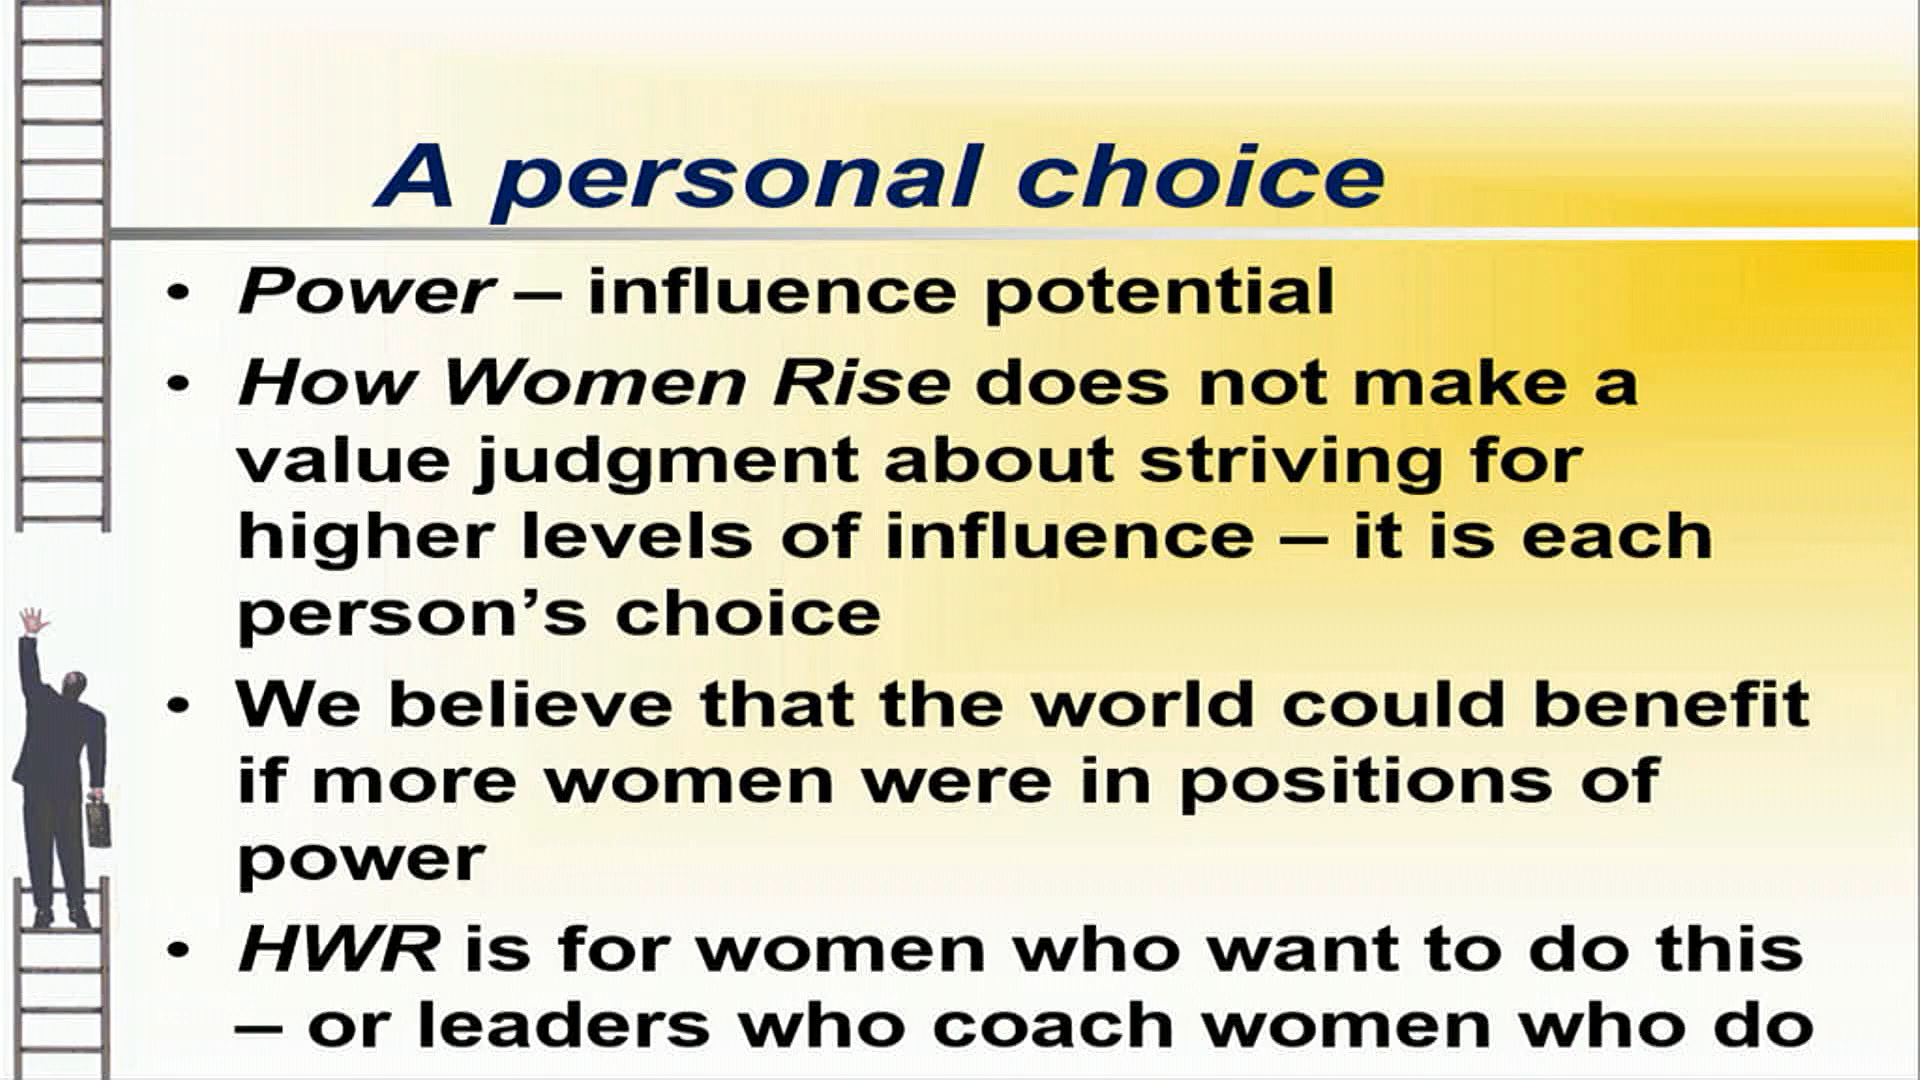 A personal choice
• Power – influence potential
• How Women Rise does not make a
value judgment about striving for
higher levels of influence – it is each
person’s choice
• We believe that the world could benefit
if more women were in positions of
power
• HWR is for women who want to do this
– or leaders who coach women who do